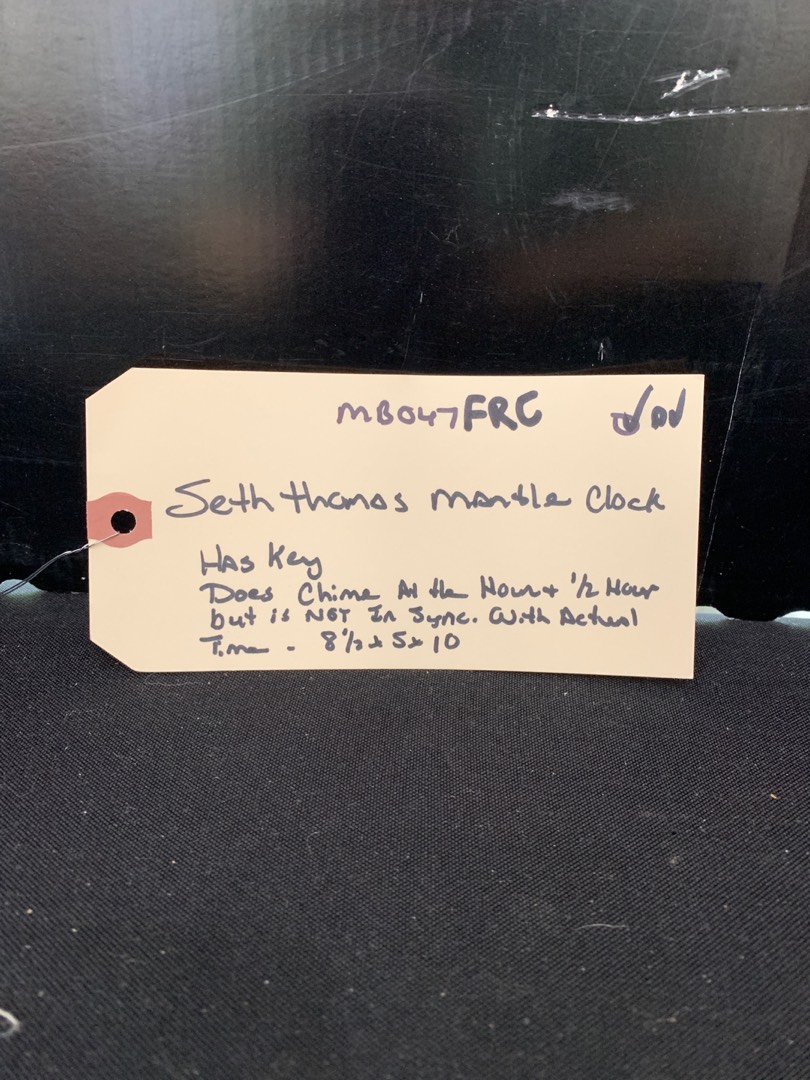 MB047FRC
Seth thomas mantle Clock
Has Key
Does Chime At the Hour + 1/2 Hour
but is NOT In Sync. With Actual
Time - 8 1/2 x 5 x 10